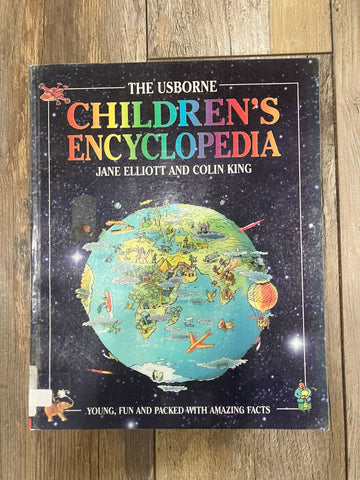 THE USBORNE
CHILDREN'S
ENCYCLOPEDIA
JANE ELLIOTT AND COLIN KING
YOUNG, FUN AND PACKED WITH AMAZING FACTS